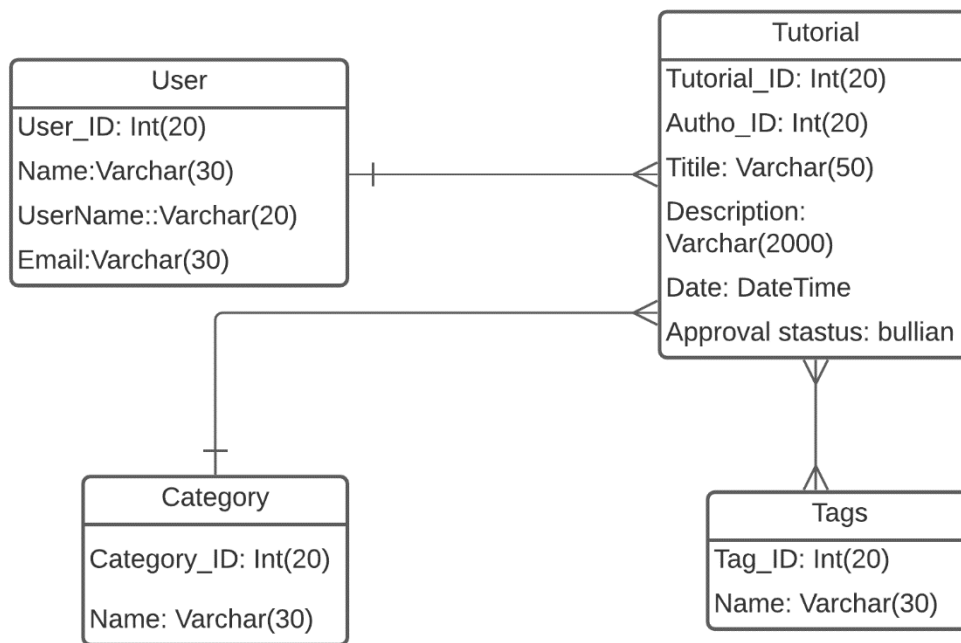 User
User_ID: Int(20)
Name:Varchar(30)
UserName::Varchar(20)
Email:Varchar(30)
Tutorial
Tutorial_ID: Int(20)
Autho_ID: Int(20)
Titile: Varchar(50)
Description:
Varchar(2000)
Date: DateTime
Approval stastus: bullian
Category
Category_ID: Int(20)
Name: Varchar(30)
Tags
Tag_ID: Int(20)
Name: Varchar(30)